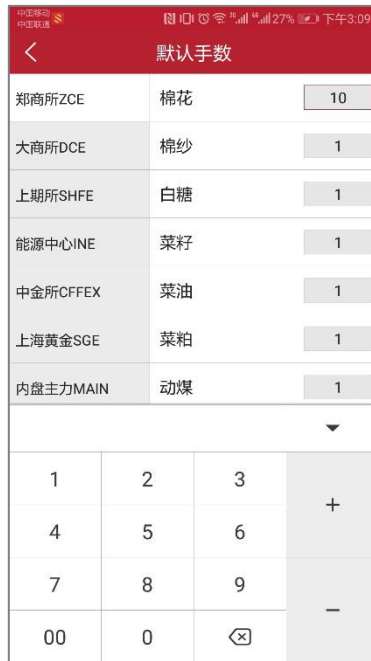 中国移动
中国联通
27% 下午3:09
默认手数
郑商所ZCE 棉花 10
大商所DCE 棉纱 1
上期所SHFE 白糖 1
能源中心INE 菜籽 1
中金所CFFEX 菜油 1
上海黄金SGE 菜粕 1
内盘主力MAIN 动煤 1
1 2 3
+
4 5 6
7 8 9
−
00 0